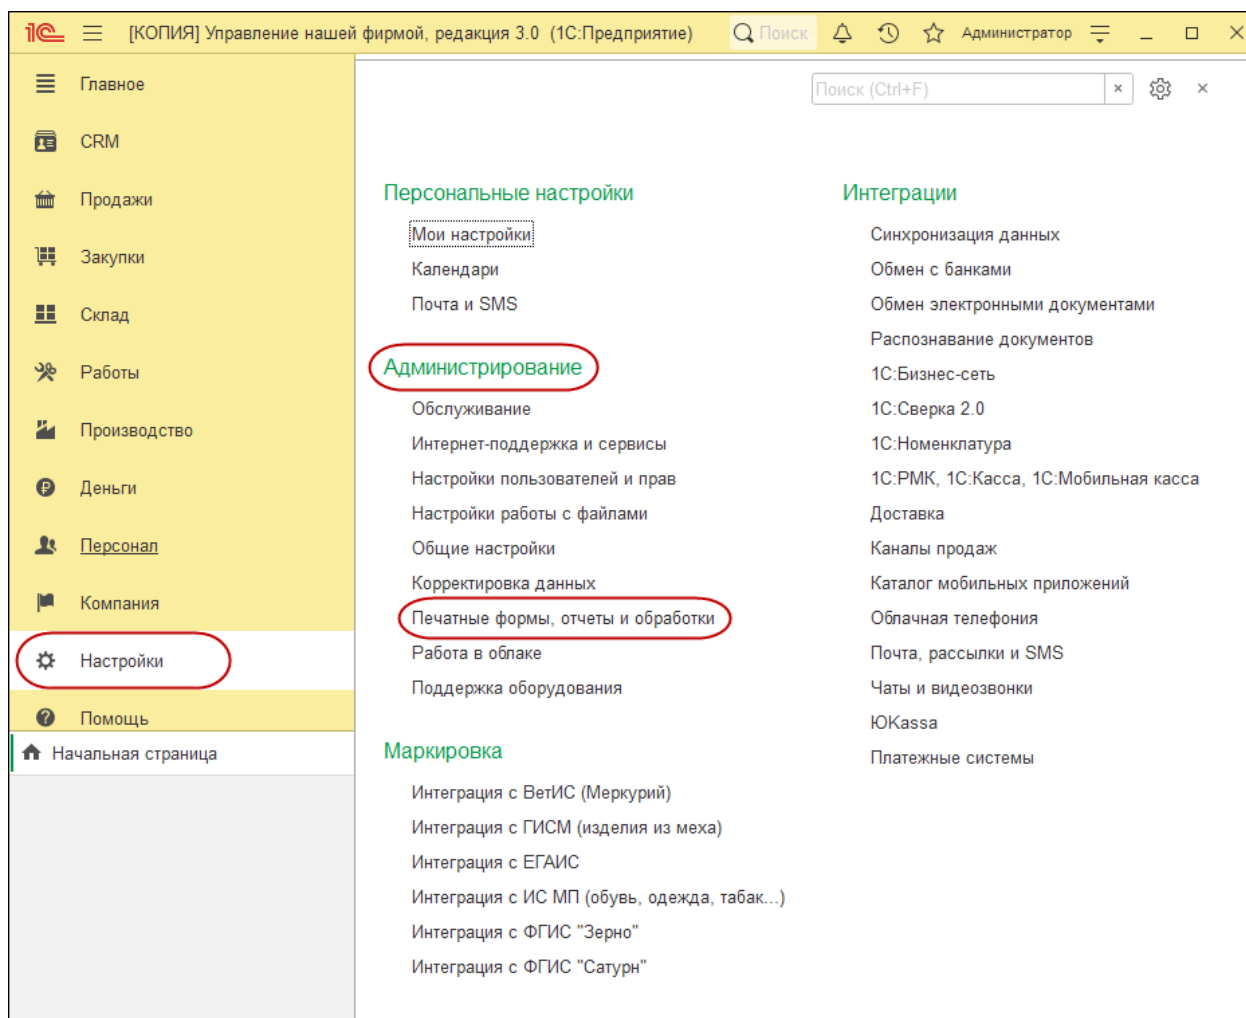 1С [КОПИЯ] Управление нашей фирмой, редакция 3.0 (1С:Предприятие) Поиск Администратор
Главное
CRM
Продажи
Закупки
Склад
Работы
Производство
Деньги
Персонал
Компания
Настройки
Помощь
Начальная страница
Поиск (Ctrl+F)
Персональные настройки
Мои настройки
Календари
Почта и SMS
Администрирование
Обслуживание
Интернет-поддержка и сервисы
Настройки пользователей и прав
Настройки работы с файлами
Общие настройки
Корректировка данных
Печатные формы, отчеты и обработки
Работа в облаке
Поддержка оборудования
Маркировка
Интеграция с ВетИС (Меркурий)
Интеграция с ГИСМ (изделия из меха)
Интеграция с ЕГАИС
Интеграция с ИС МП (обувь, одежда, табак...)
Интеграция с ФГИС "Зерно"
Интеграция с ФГИС "Сатурн"
Интеграции
Синхронизация данных
Обмен с банками
Обмен электронными документами
Распознавание документов
1С:Бизнес-сеть
1С:Сверка 2.0
1С:Номенклатура
1С:РМК, 1С:Касса, 1С:Мобильная касса
Доставка
Каналы продаж
Каталог мобильных приложений
Облачная телефония
Почта, рассылки и SMS
Чаты и видеозвонки
ЮKassa
Платежные системы